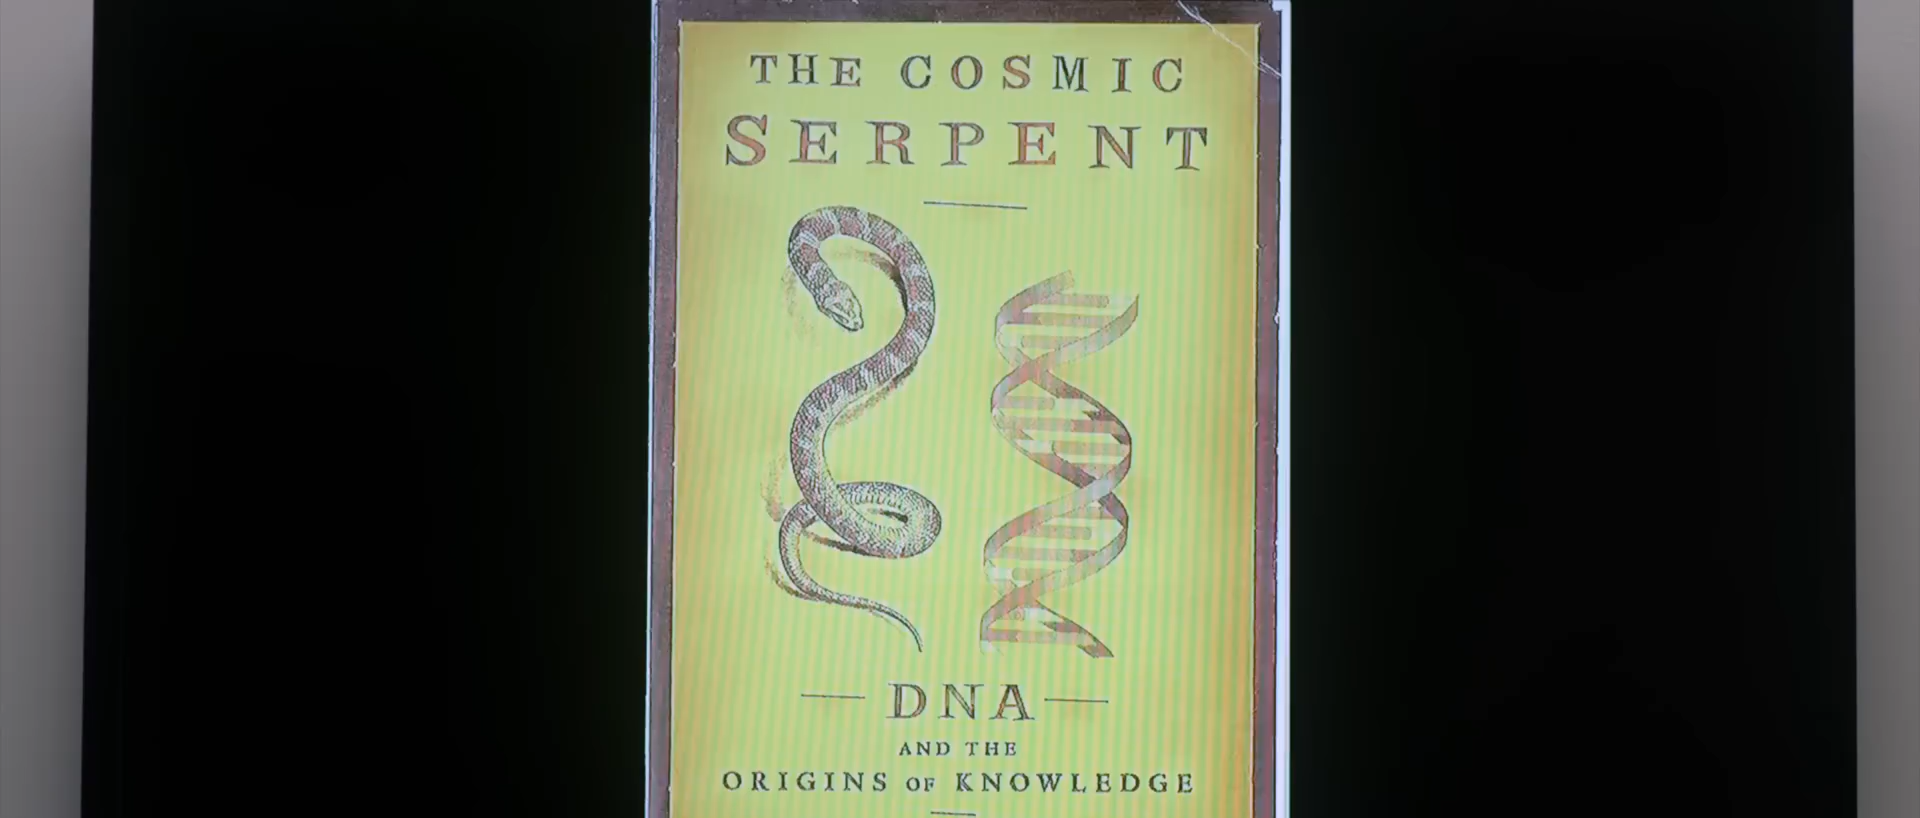 THE COSMIC
SERPENT
DNA
AND THE
ORIGINS OF KNOWLEDGE